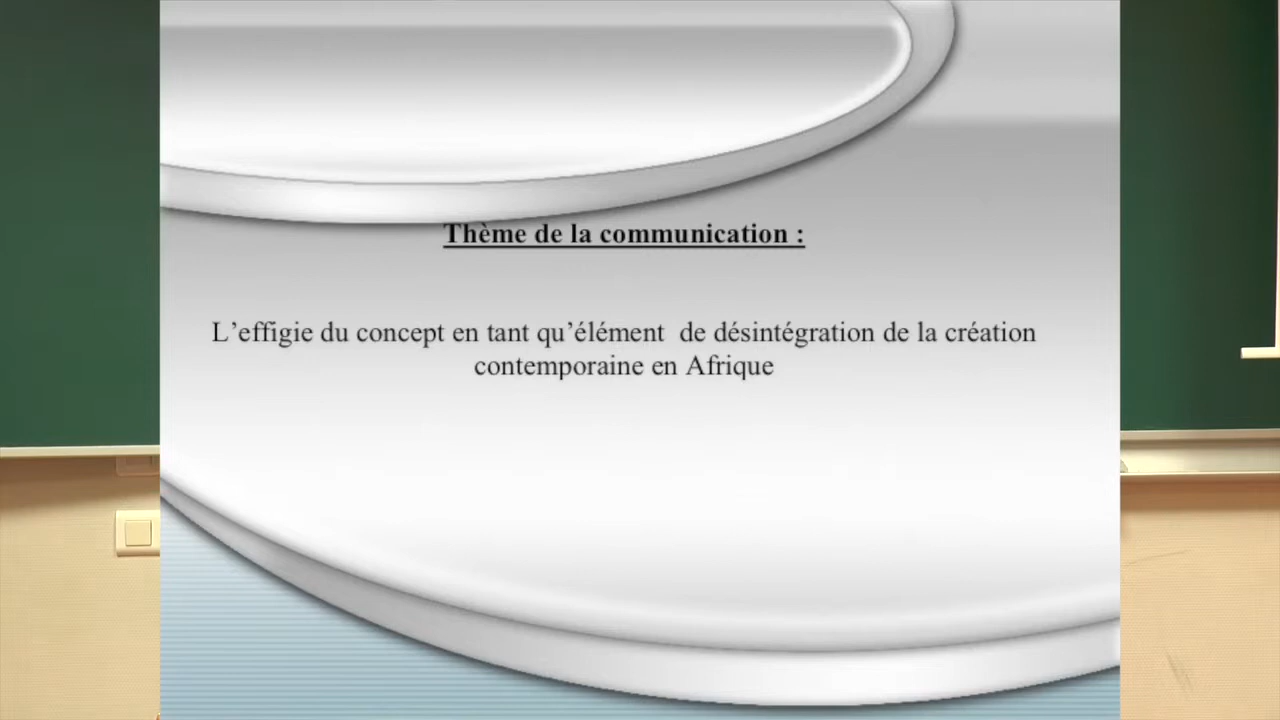 Thème de la communication :
L'effigie du concept en tant qu'élément de désintégration de la création
contemporaine en Afrique